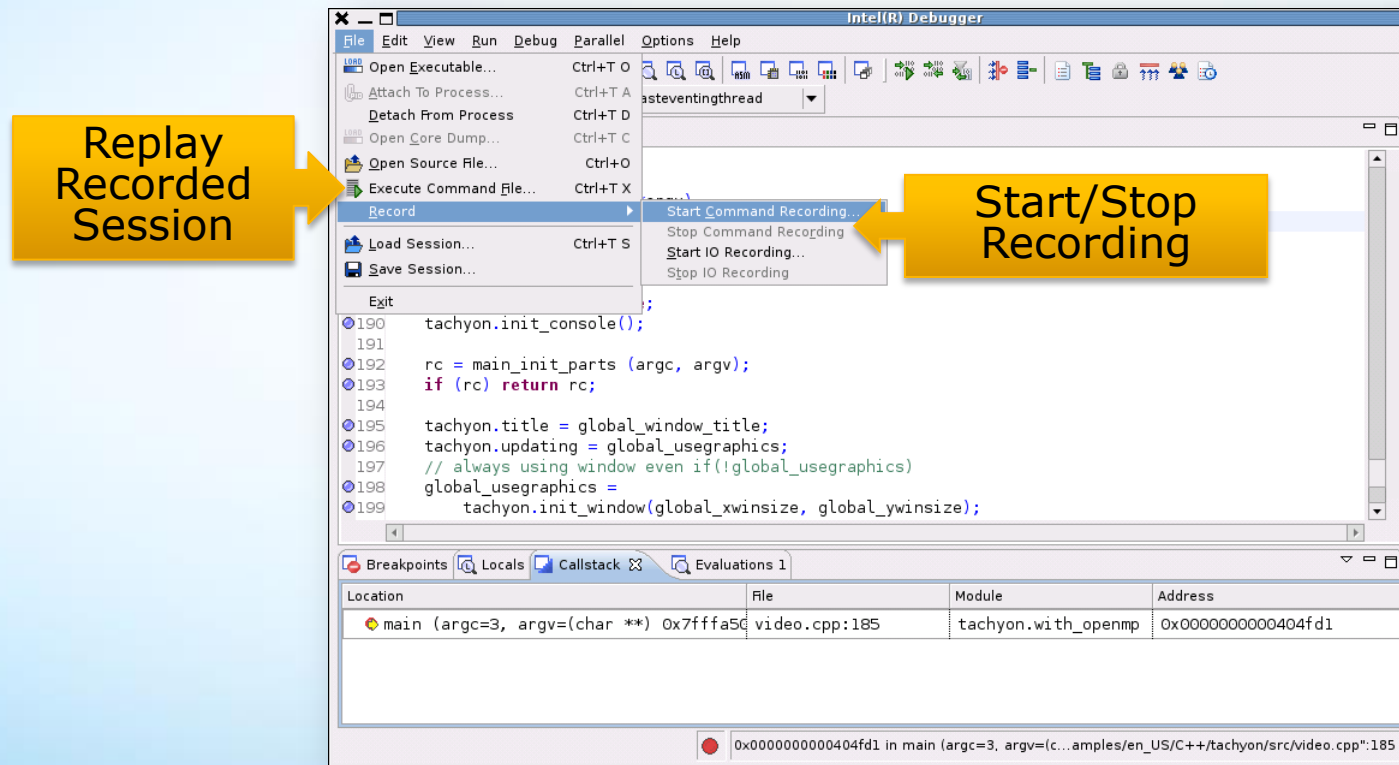 Intel(R) Debugger
File Edit View Run Debug Parallel Options Help
Open Executable... Ctrl+T O
Attach To Process... Ctrl+T A
asteventingthread
Detach From Process Ctrl+T D
Open Core Dump... Ctrl+T C
Open Source File... Ctrl+O
Execute Command File... Ctrl+T X
Record
Start Command Recording...
Stop Command Recording
Load Session... Ctrl+T S
Start IO Recording...
Save Session...
Stop IO Recording
Exit
Replay
Recorded
Session
Start/Stop
Recording
;
190 tachyon.init_console();
191
192 rc = main_init_parts (argc, argv);
193 if (rc) return rc;
194
195 tachyon.title = global_window_title;
196 tachyon.updating = global_usegraphics;
197 // always using window even if(!global_usegraphics)
198 global_usegraphics =
199 tachyon.init_window(global_xwinsize, global_ywinsize);
Breakpoints Locals Callstack Evaluations 1
Location File Module Address
main (argc=3, argv=(char **) 0x7fffa50 video.cpp:185 tachyon.with_openmp 0x0000000000404fd1
0x0000000000404fd1 in main (argc=3, argv=(c...amples/en_US/C++/tachyon/src/video.cpp":185